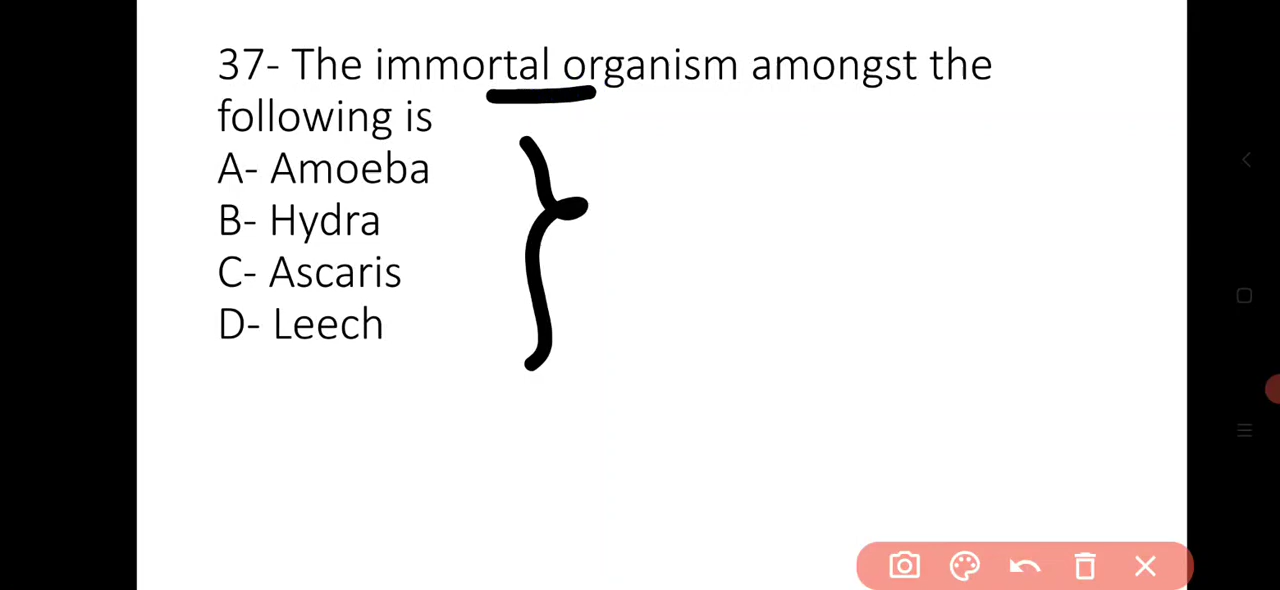 37- The immortal organism amongst the
following is
A- Amoeba
B- Hydra
C- Ascaris
D- Leech